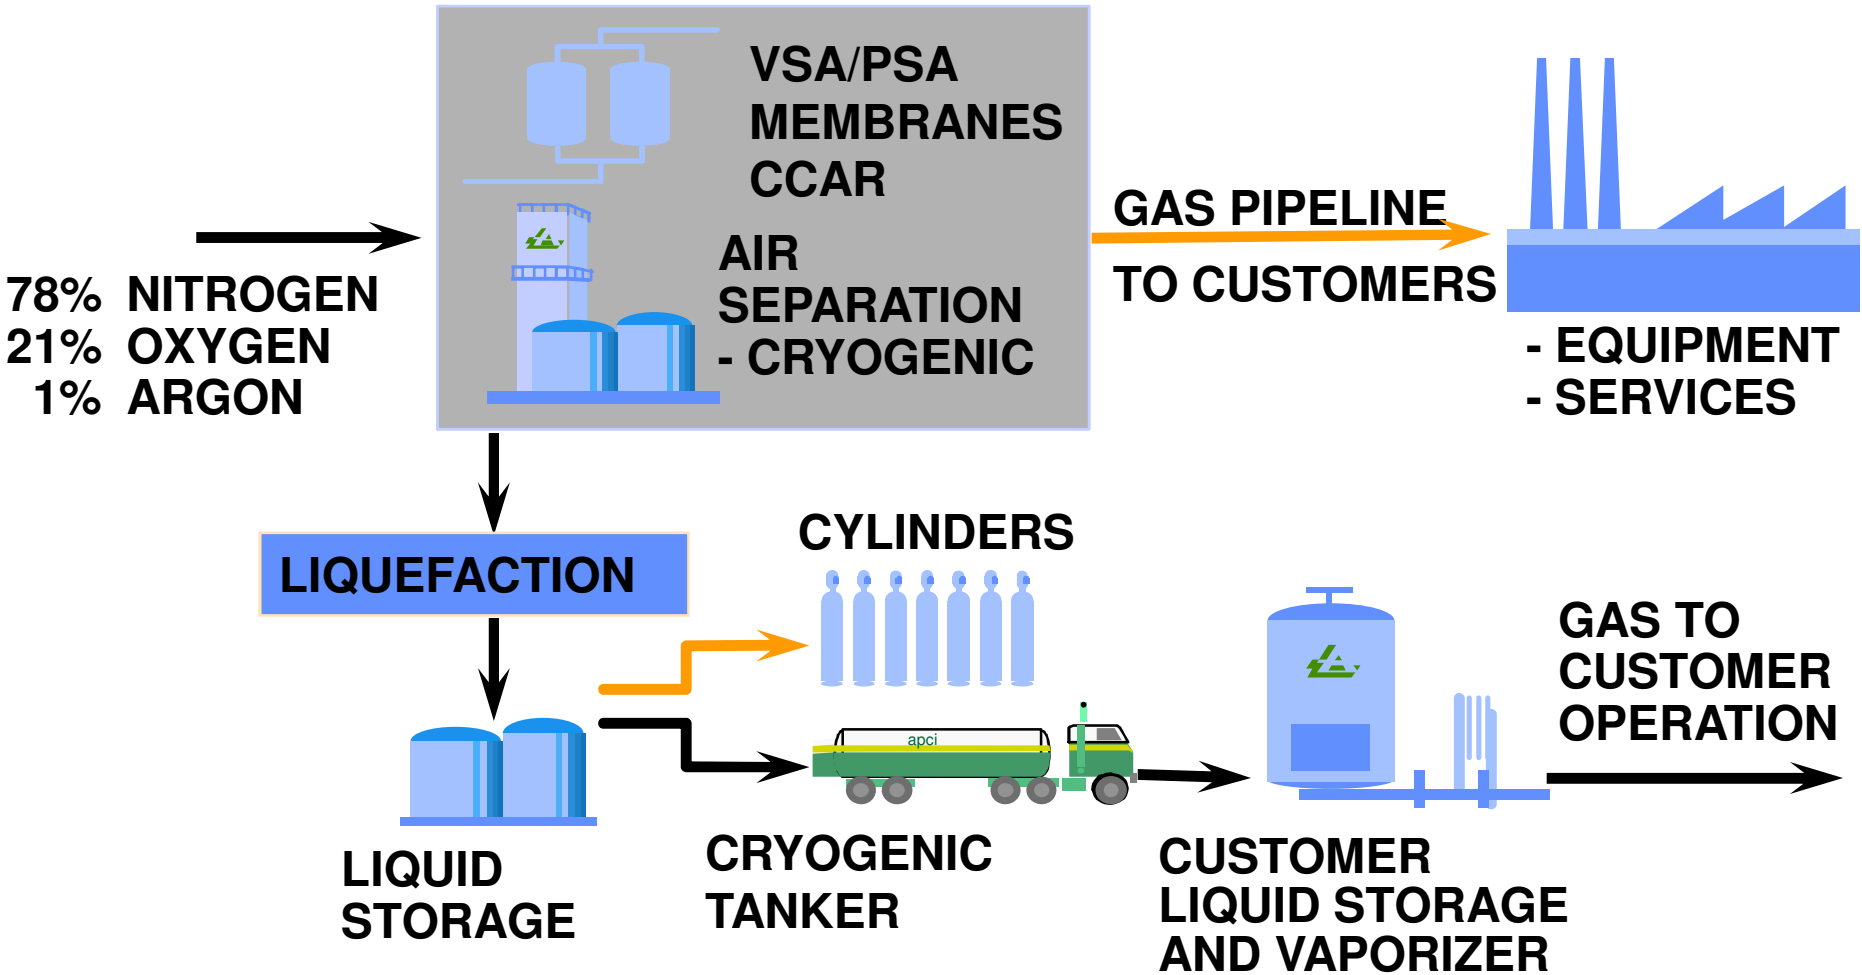 VSA/PSA
MEMBRANES
CCAR
AIR
SEPARATION
- CRYOGENIC
78% NITROGEN
21% OXYGEN
1% ARGON
GAS PIPELINE
TO CUSTOMERS
- EQUIPMENT
- SERVICES
LIQUEFACTION
CYLINDERS
apci
LIQUID
STORAGE
CRYOGENIC
TANKER
CUSTOMER
LIQUID STORAGE
AND VAPORIZER
GAS TO
CUSTOMER
OPERATION